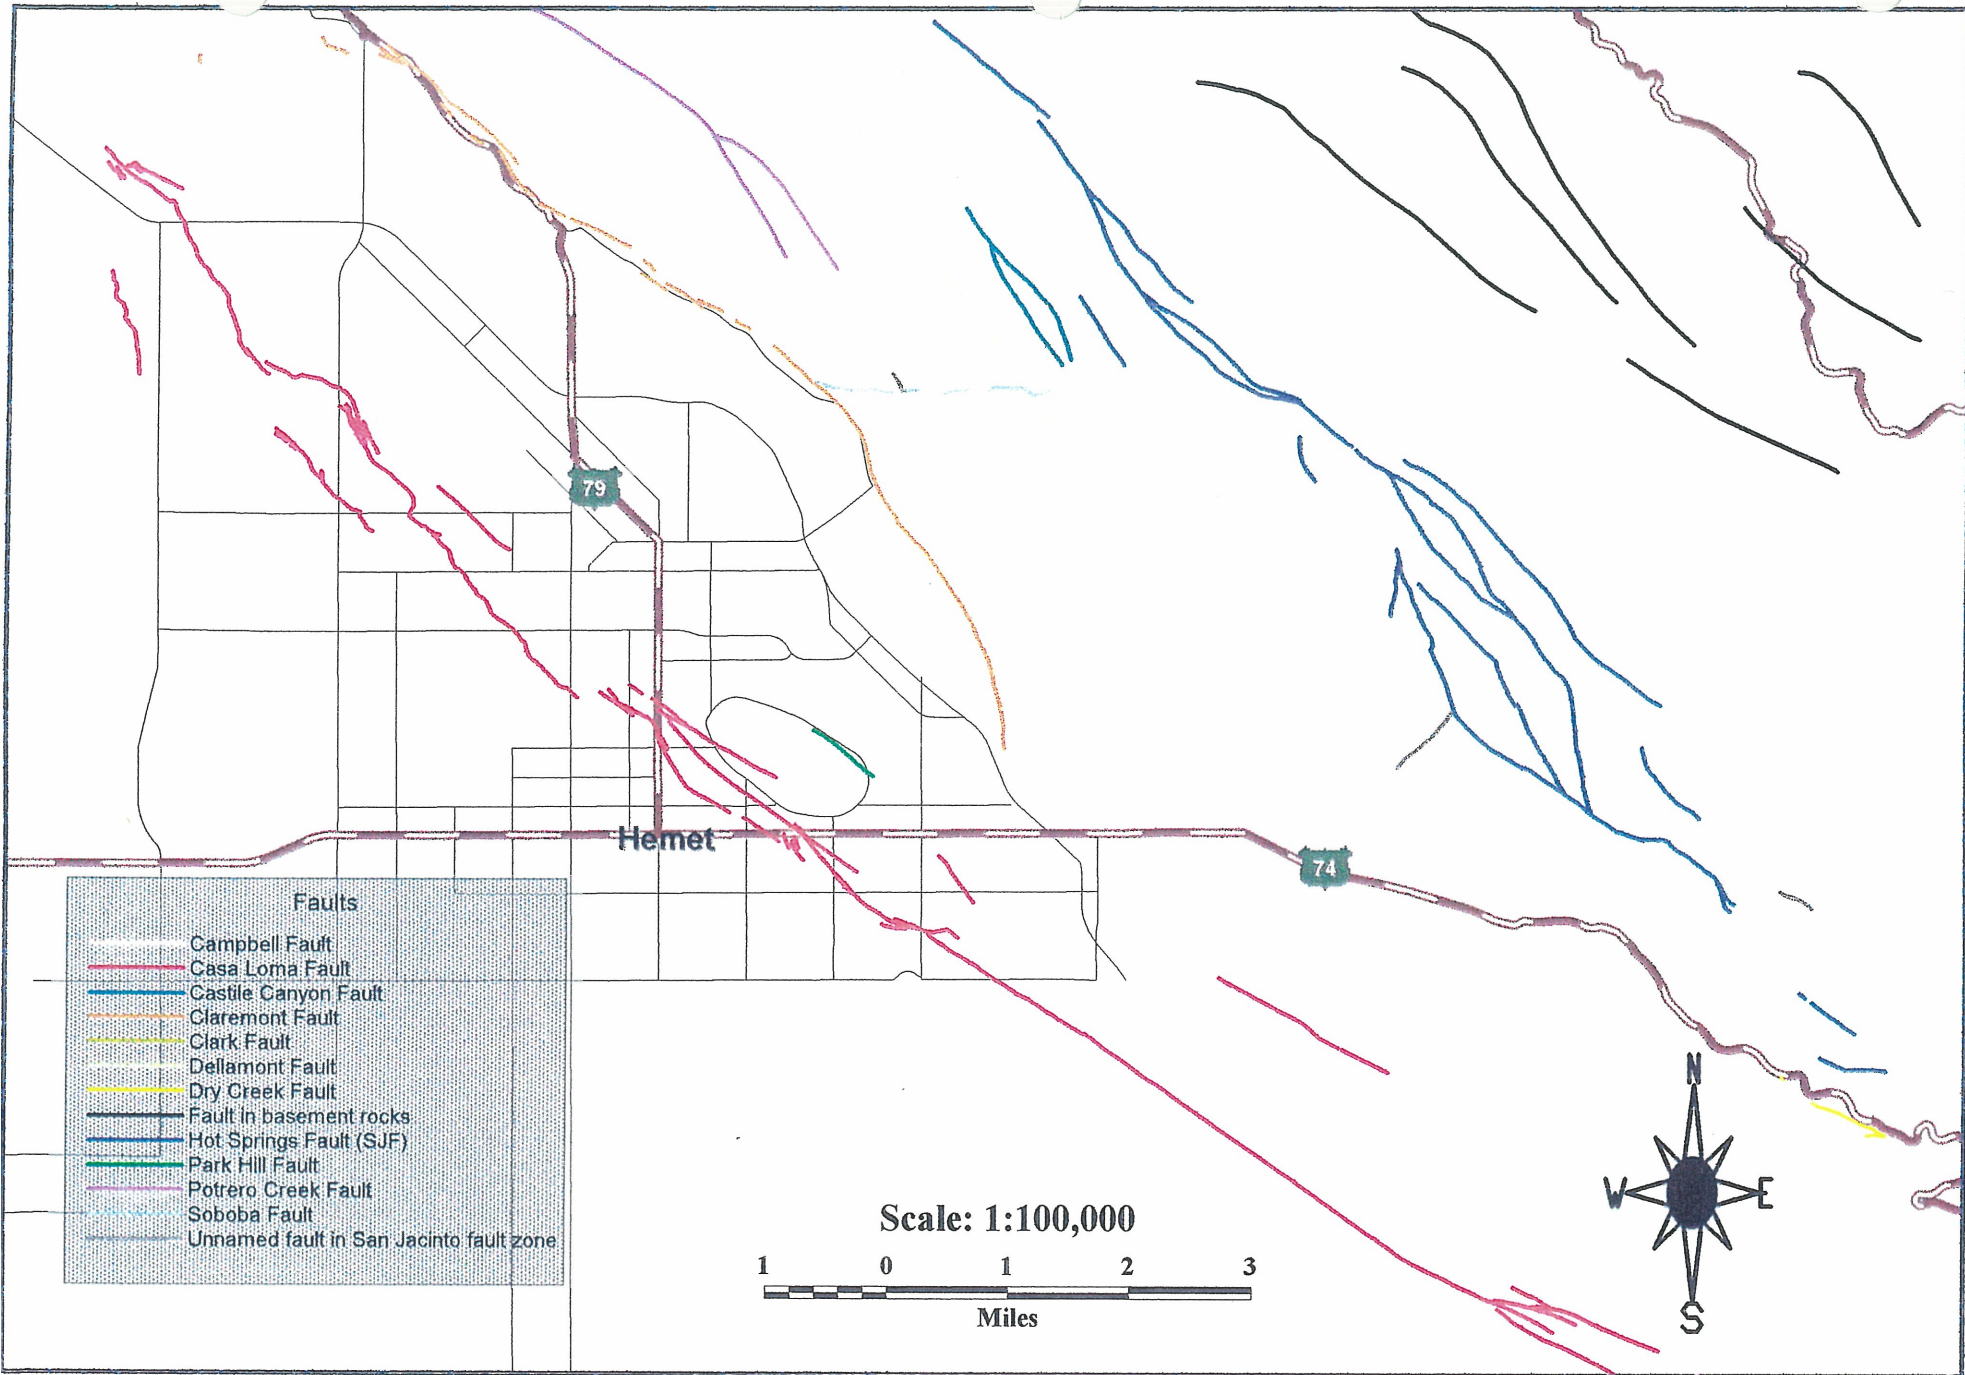 79
Hemet
74
Faults
Campbell Fault
Casa Loma Fault
Castile Canyon Fault
Claremont Fault
Clark Fault
Dellamont Fault
Dry Creek Fault
Fault in basement rocks
Hot Springs Fault (SJF)
Park Hill Fault
Potrero Creek Fault
Soboba Fault
Unnamed fault in San Jacinto fault zone
N
W E
S
Scale: 1:100,000
1 0 1 2 3
Miles